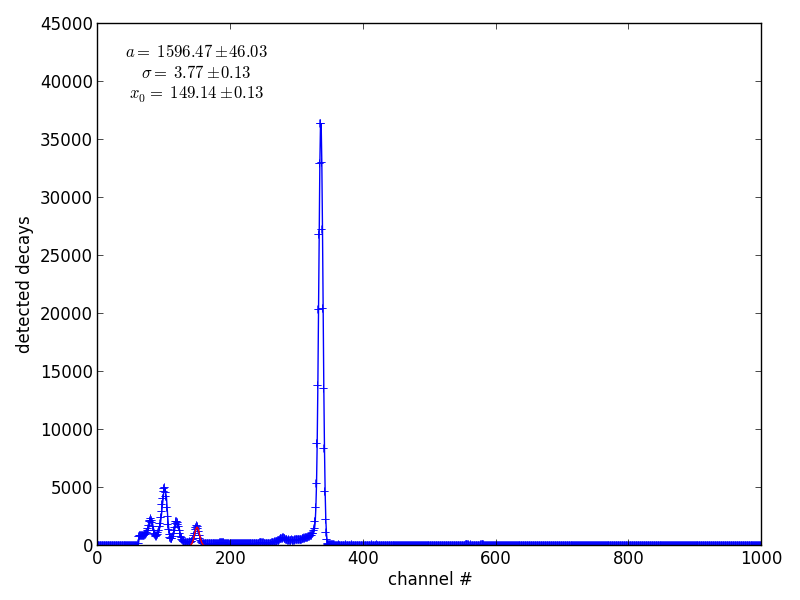 45000
a = 1596.47 ± 46.03
40000
σ = 3.77 ± 0.13
x₀ = 149.14 ± 0.13
35000
30000
25000
detected decays
20000
15000
10000
5000
0
0 200 400 600 800 1000
channel #